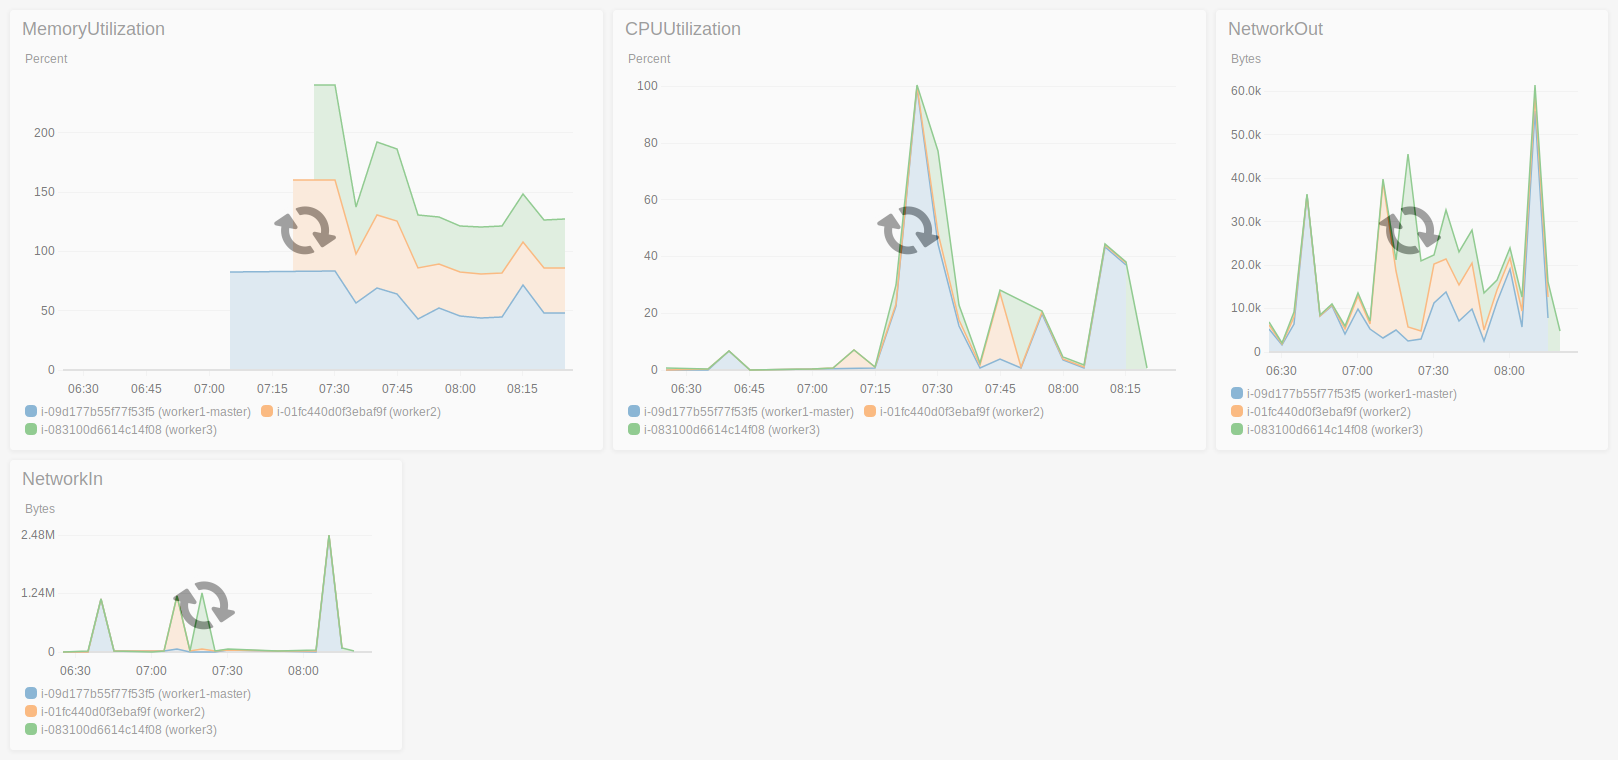 MemoryUtilization
Percent
200
150
100
50
0
06:30 06:45 07:00 07:15 07:30 07:45 08:00 08:15
i-09d177b55f77f53f5 (worker1-master) i-01fc440d0f3ebaf9f (worker2)
i-083100d6614c14f08 (worker3)
CPUUtilization
Percent
100
80
60
40
20
0
06:30 06:45 07:00 07:15 07:30 07:45 08:00 08:15
i-09d177b55f77f53f5 (worker1-master) i-01fc440d0f3ebaf9f (worker2)
i-083100d6614c14f08 (worker3)
NetworkOut
Bytes
60.0k
50.0k
40.0k
30.0k
20.0k
10.0k
0
06:30 07:00 07:30 08:00
i-09d177b55f77f53f5 (worker1-master)
i-01fc440d0f3ebaf9f (worker2)
i-083100d6614c14f08 (worker3)
NetworkIn
Bytes
2.48M
1.24M
0
06:30 07:00 07:30 08:00
i-09d177b55f77f53f5 (worker1-master)
i-01fc440d0f3ebaf9f (worker2)
i-083100d6614c14f08 (worker3)